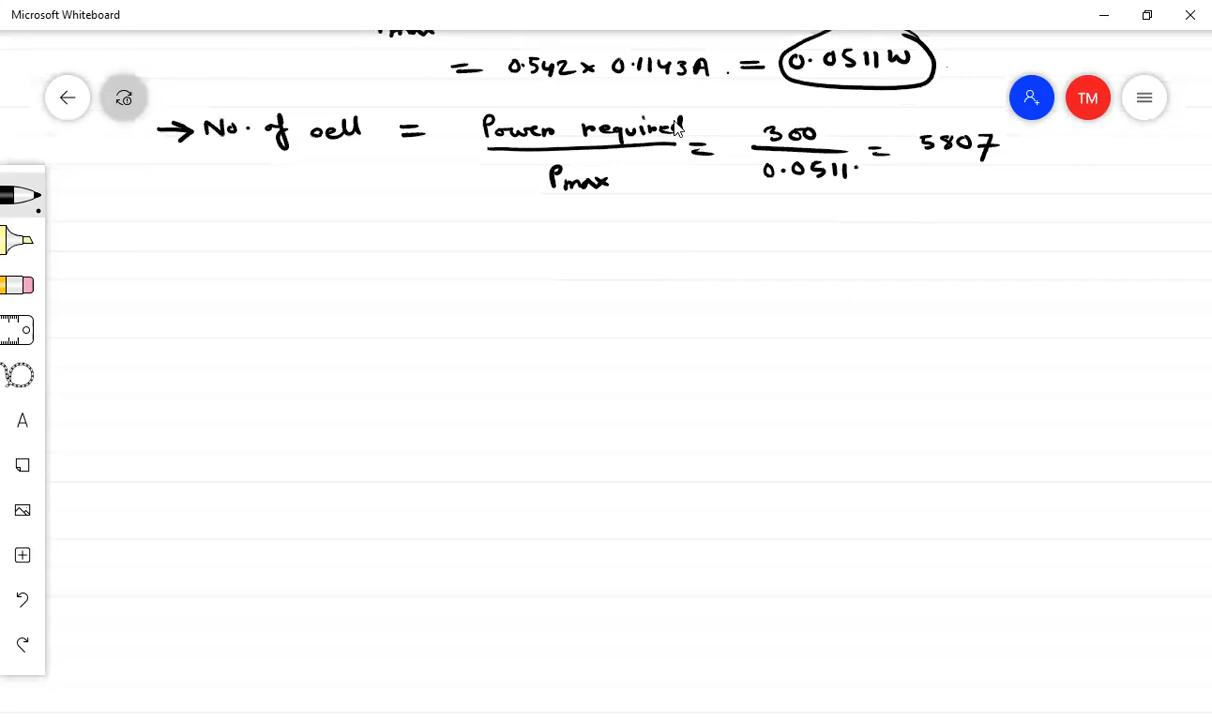 Microsoft Whiteboard
= 0.542 × 0.1143A . = 0.0511W
TM
→ No. of cell = Power required / Pmax = 300 / 0.0511. = 5807
A